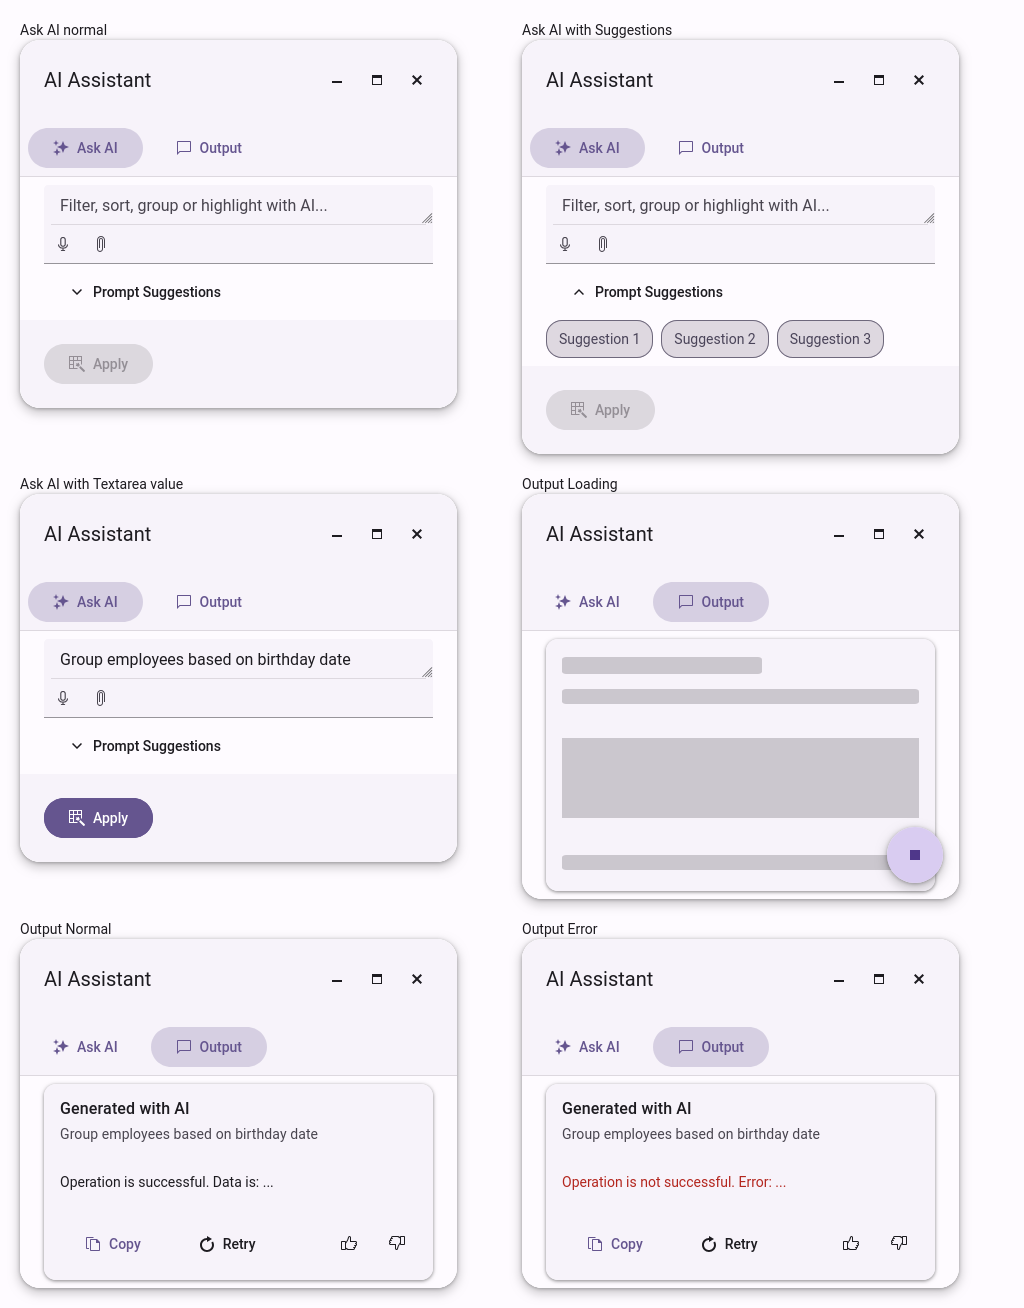 Ask AI normal
AI Assistant
Ask AI
Output
Filter, sort, group or highlight with AI...
Prompt Suggestions
Apply
Ask AI with Suggestions
AI Assistant
Ask AI
Output
Filter, sort, group or highlight with AI...
Prompt Suggestions
Suggestion 1
Suggestion 2
Suggestion 3
Apply
Ask AI with Textarea value
AI Assistant
Ask AI
Output
Group employees based on birthday date
Prompt Suggestions
Apply
Output Loading
AI Assistant
Ask AI
Output
Output Normal
AI Assistant
Ask AI
Output
Generated with AI
Group employees based on birthday date
Operation is successful. Data is: ...
Copy
Retry
Output Error
AI Assistant
Ask AI
Output
Generated with AI
Group employees based on birthday date
Operation is not successful. Error: ...
Copy
Retry